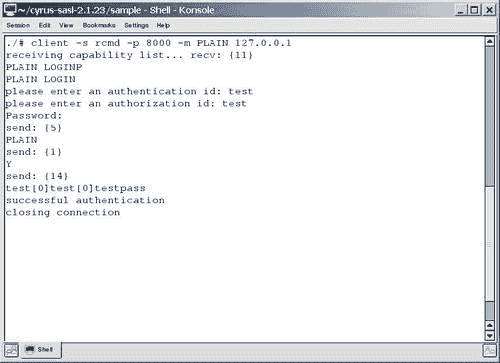 ~/cyrus-sasl-2.1.23/sample - Shell - Konsole
Session Edit View Bookmarks Settings Help
./# client -s rcmd -p 8000 -m PLAIN 127.0.0.1
receiving capability list... recv: {11}
PLAIN LOGINP
PLAIN LOGIN
please enter an authentication id: test
please enter an authorization id: test
Password:
send: {5}
PLAIN
send: {1}
Y
send: {14}
test[0]test[0]testpass
successful authentication
closing connection
Shell